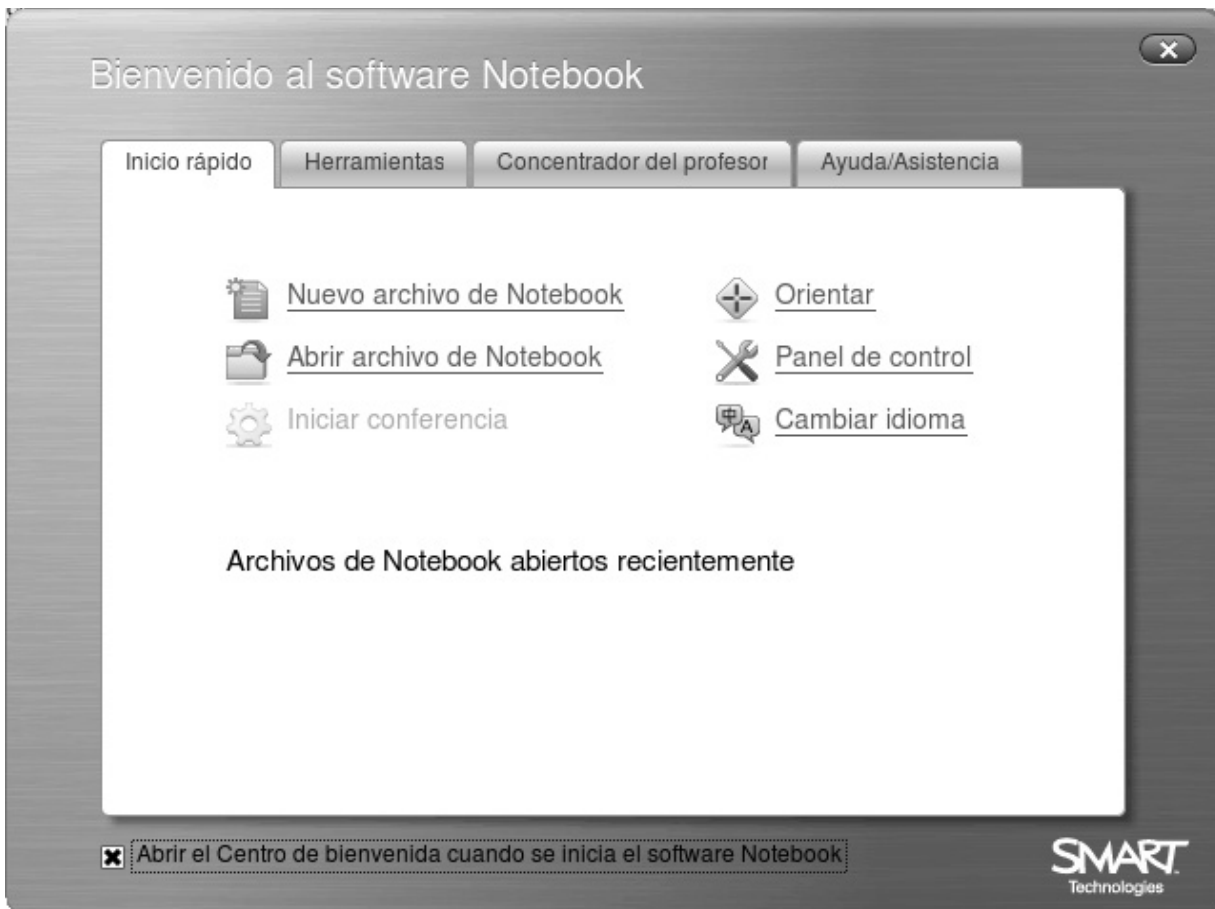 Bienvenido al software Notebook
Inicio rápido Herramientas Concentrador del profesor Ayuda/Asistencia
Nuevo archivo de Notebook Orientar
Abrir archivo de Notebook Panel de control
Iniciar conferencia Cambiar idioma
Archivos de Notebook abiertos recientemente
Abrir el Centro de bienvenida cuando se inicia el software Notebook
SMART
Technologies